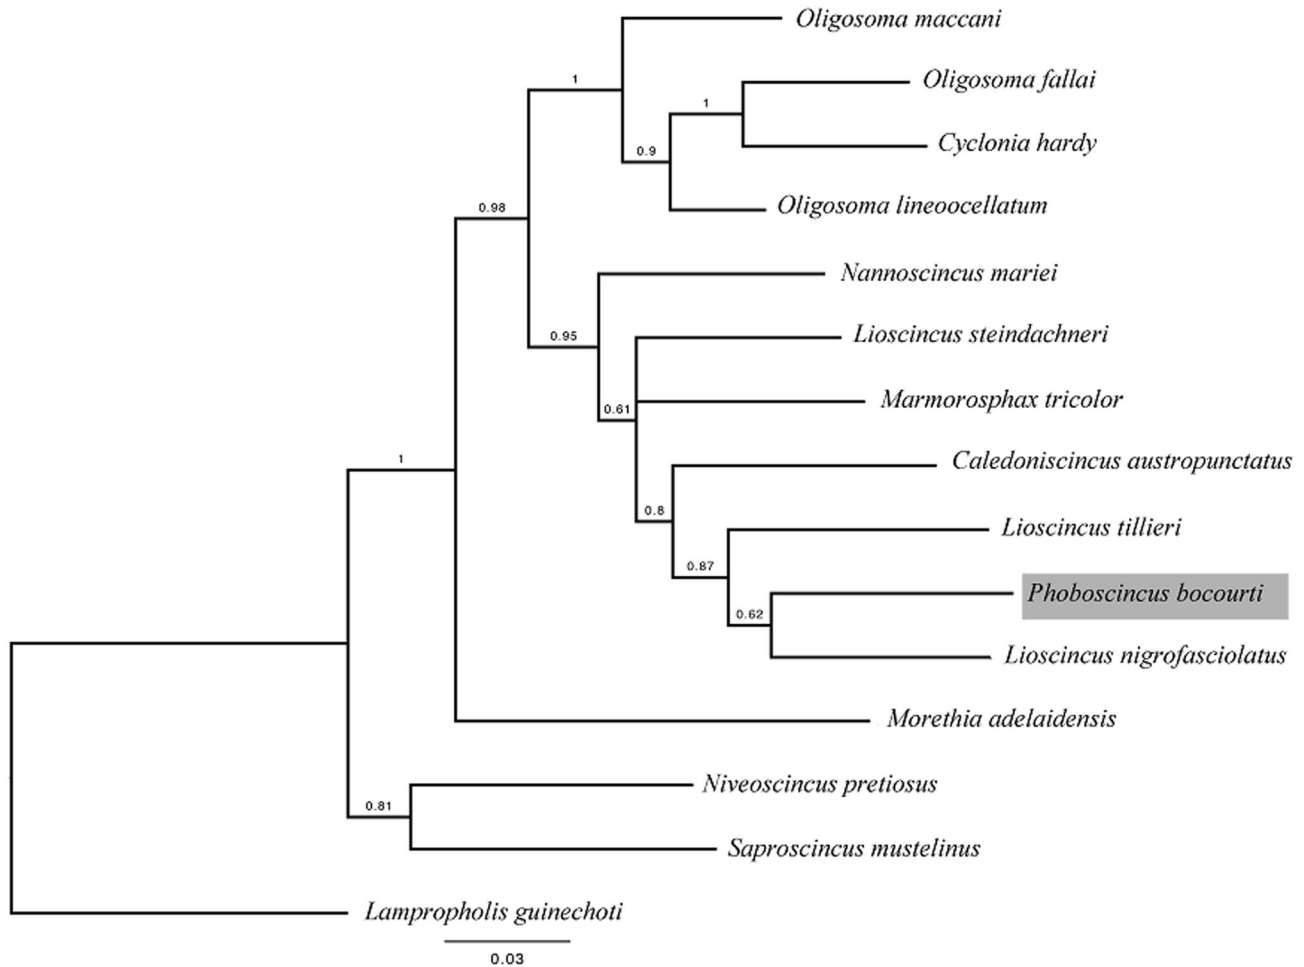 Oligosoma maccani
1
Oligosoma fallai
1
Cyclonia hardy
0.9
Oligosoma lineoocellatum
0.98
Nannoscincus mariei
0.95
Lioscincus steindachneri
Marmorosphax tricolor
0.61
1
Caledoniscincus austropunctatus
0.8
Lioscincus tillieri
0.87
Phoboscincus bocourti
0.62
Lioscincus nigrofasciolatus
Morethia adelaidensis
Niveoscincus pretiosus
0.81
Saproscincus mustelinus
Lampropholis guinechoti
0.03